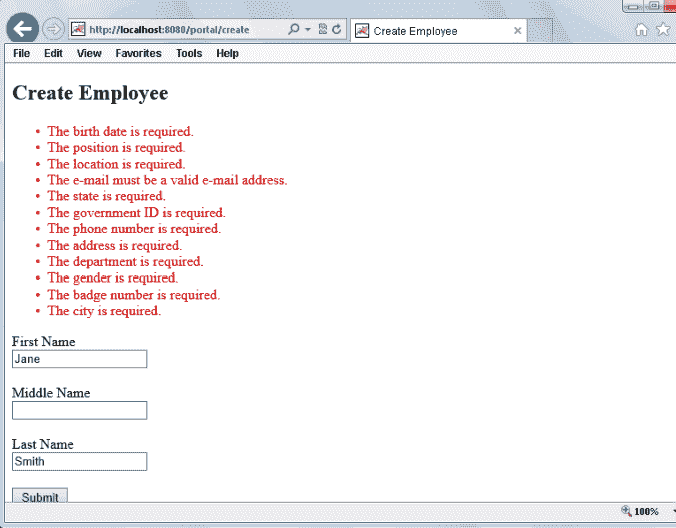 http://localhost:8080/portal/create
Create Employee
File Edit View Favorites Tools Help
Create Employee
• The birth date is required.
• The position is required.
• The location is required.
• The e-mail must be a valid e-mail address.
• The state is required.
• The government ID is required.
• The phone number is required.
• The address is required.
• The department is required.
• The gender is required.
• The badge number is required.
• The city is required.
First Name
Jane
Middle Name
Last Name
Smith
Submit
100%